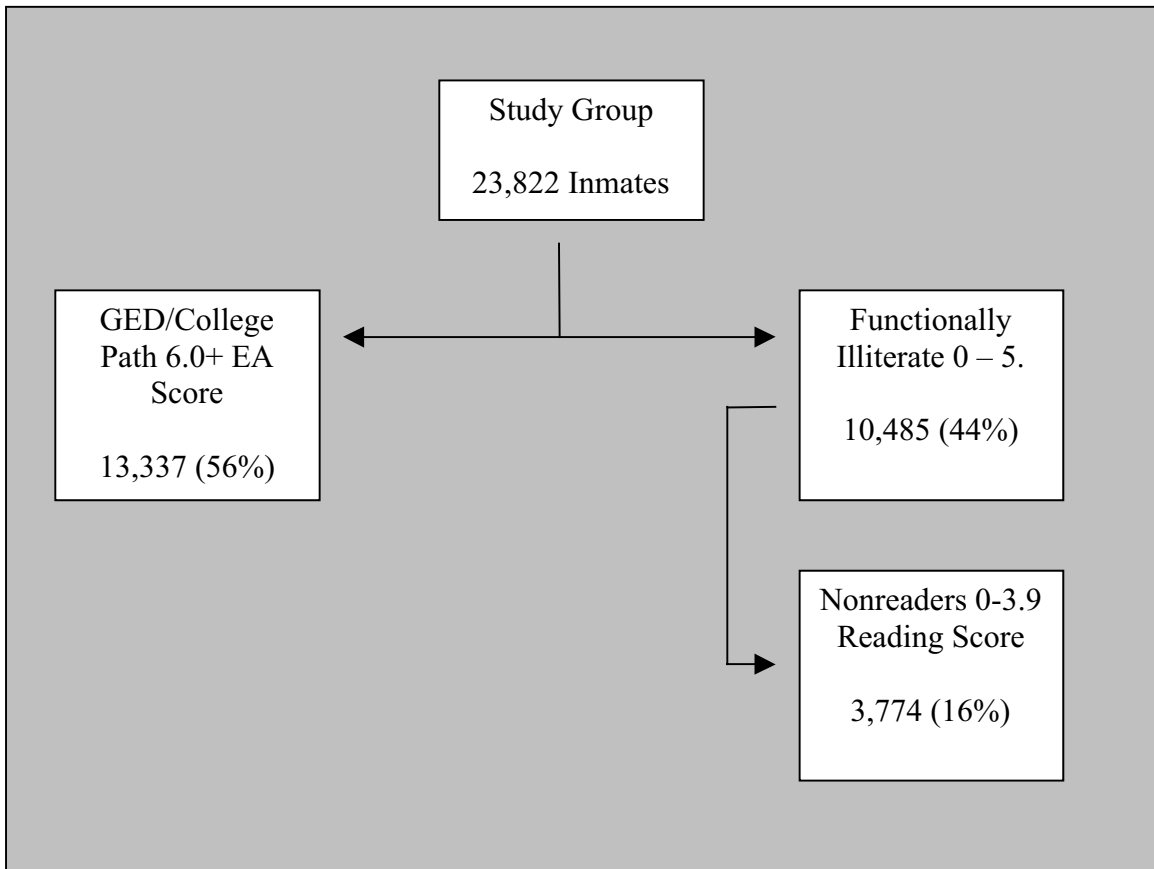 Study Group
23,822 Inmates
GED/College
Path 6.0+ EA
Score
13,337 (56%)
Functionally
Illiterate 0 – 5.
10,485 (44%)
Nonreaders 0-3.9
Reading Score
3,774 (16%)